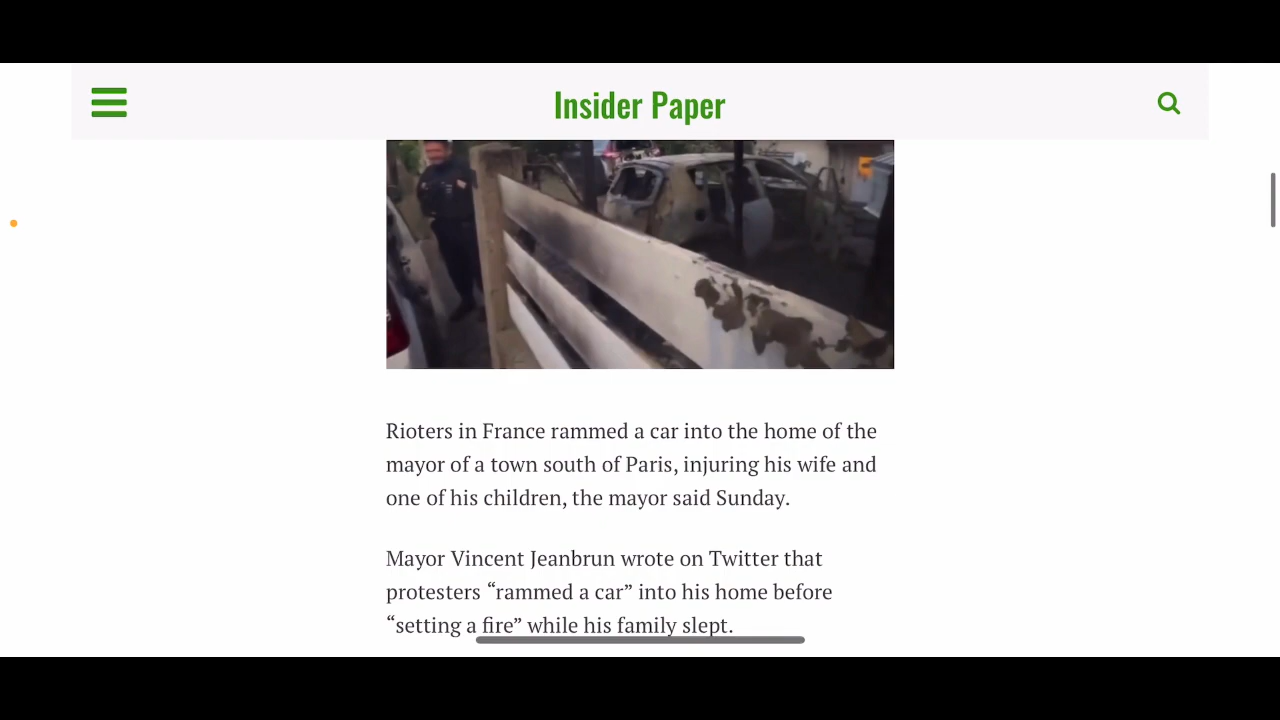 Insider Paper
Rioters in France rammed a car into the home of the
mayor of a town south of Paris, injuring his wife and
one of his children, the mayor said Sunday.
Mayor Vincent Jeanbrun wrote on Twitter that
protesters “rammed a car” into his home before
“setting a fire” while his family slept.